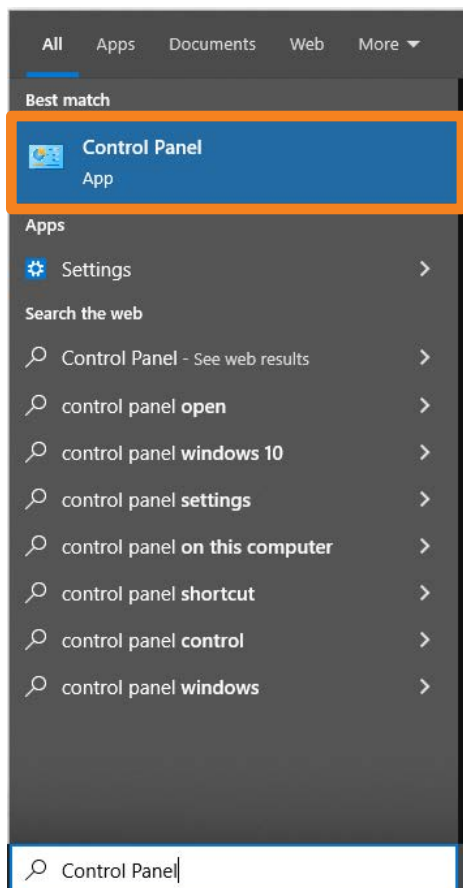 All Apps Documents Web More
Best match
Control Panel
App
Apps
Settings
Search the web
Control Panel - See web results
control panel open
control panel windows 10
control panel settings
control panel on this computer
control panel shortcut
control panel control
control panel windows
Control Panel